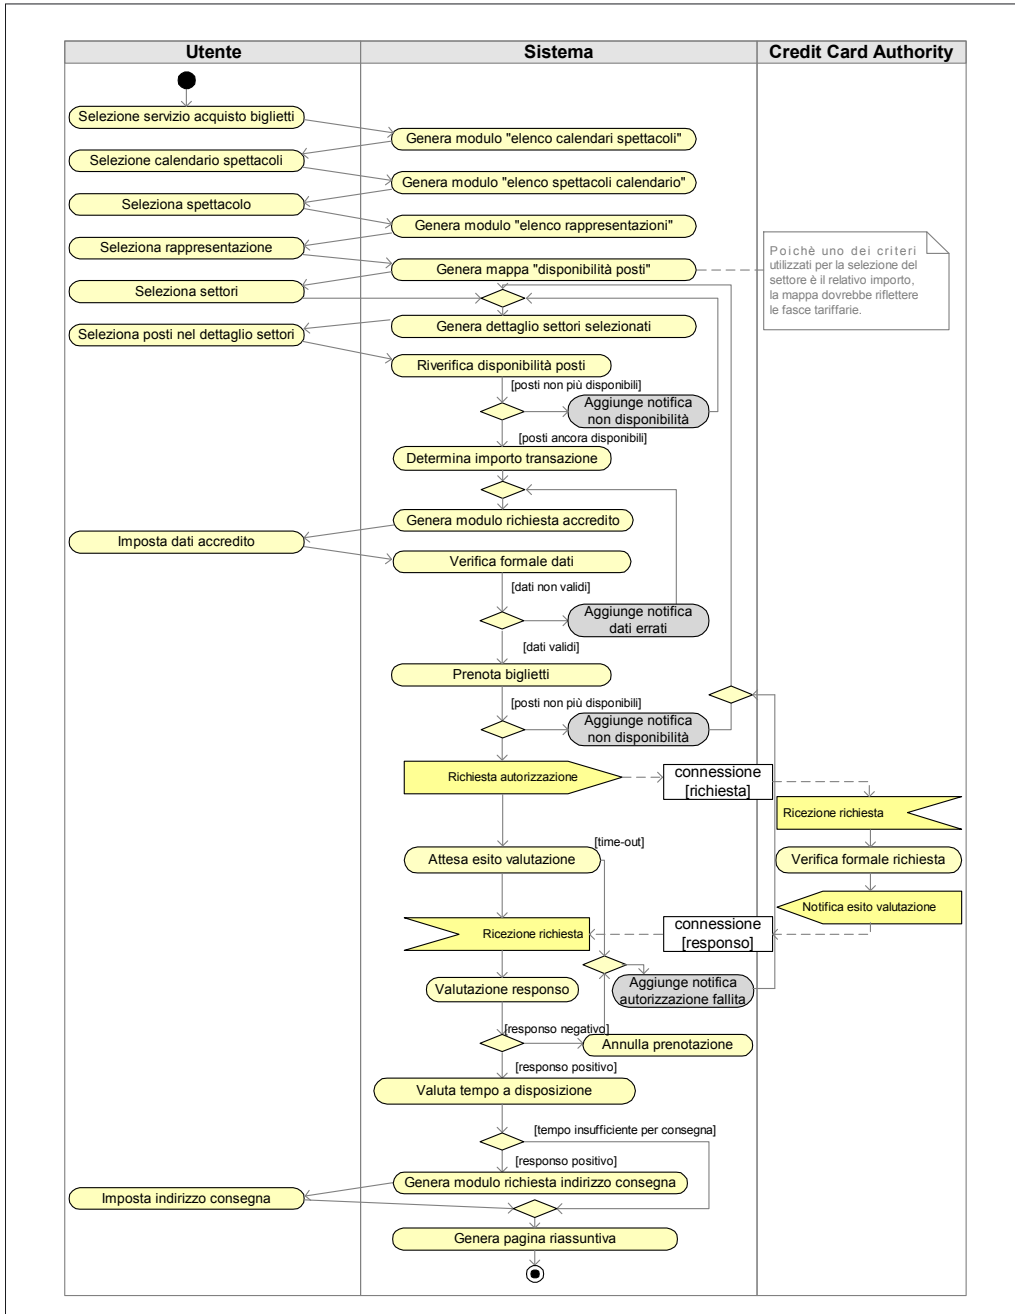 Utente
Sistema
Credit Card Authority
Selezione servizio acquisto biglietti
Genera modulo "elenco calendari spettacoli"
Selezione calendario spettacoli
Genera modulo "elenco spettacoli calendario"
Seleziona spettacolo
Genera modulo "elenco rappresentazioni"
Seleziona rappresentazione
Genera mappa "disponibilità posti"
Poichè uno dei criteri
utilizzati per la selezione del
settore è il relativo importo,
la mappa dovrebbe riflettere
le fasce tariffarie.
Seleziona settori
Genera dettaglio settori selezionati
Seleziona posti nel dettaglio settori
Riverifica disponibilità posti
[posti non più disponibili]
Aggiunge notifica
non disponibilità
[posti ancora disponibili]
Determina importo transazione
Genera modulo richiesta accredito
Imposta dati accredito
Verifica formale dati
[dati non validi]
Aggiunge notifica
dati errati
[dati validi]
Prenota biglietti
[posti non più disponibili]
Aggiunge notifica
non disponibilità
Richiesta autorizzazione
connessione
[richiesta]
Ricezione richiesta
[time-out]
Attesa esito valutazione
Verifica formale richiesta
Notifica esito valutazione
connessione
[responso]
Ricezione richiesta
Valutazione responso
Aggiunge notifica
autorizzazione fallita
[responso negativo]
Annulla prenotazione
[responso positivo]
Valuta tempo a disposizione
[tempo insufficiente per consegna]
[responso positivo]
Genera modulo richiesta indirizzo consegna
Imposta indirizzo consegna
Genera pagina riassuntiva